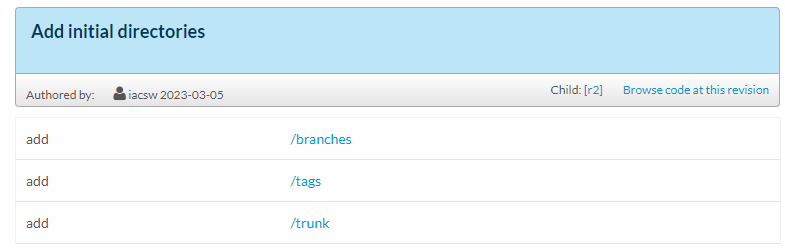 Add initial directories
Authored by: iacsw 2023-03-05 Child: [r2] Browse code at this revision
add /branches
add /tags
add /trunk